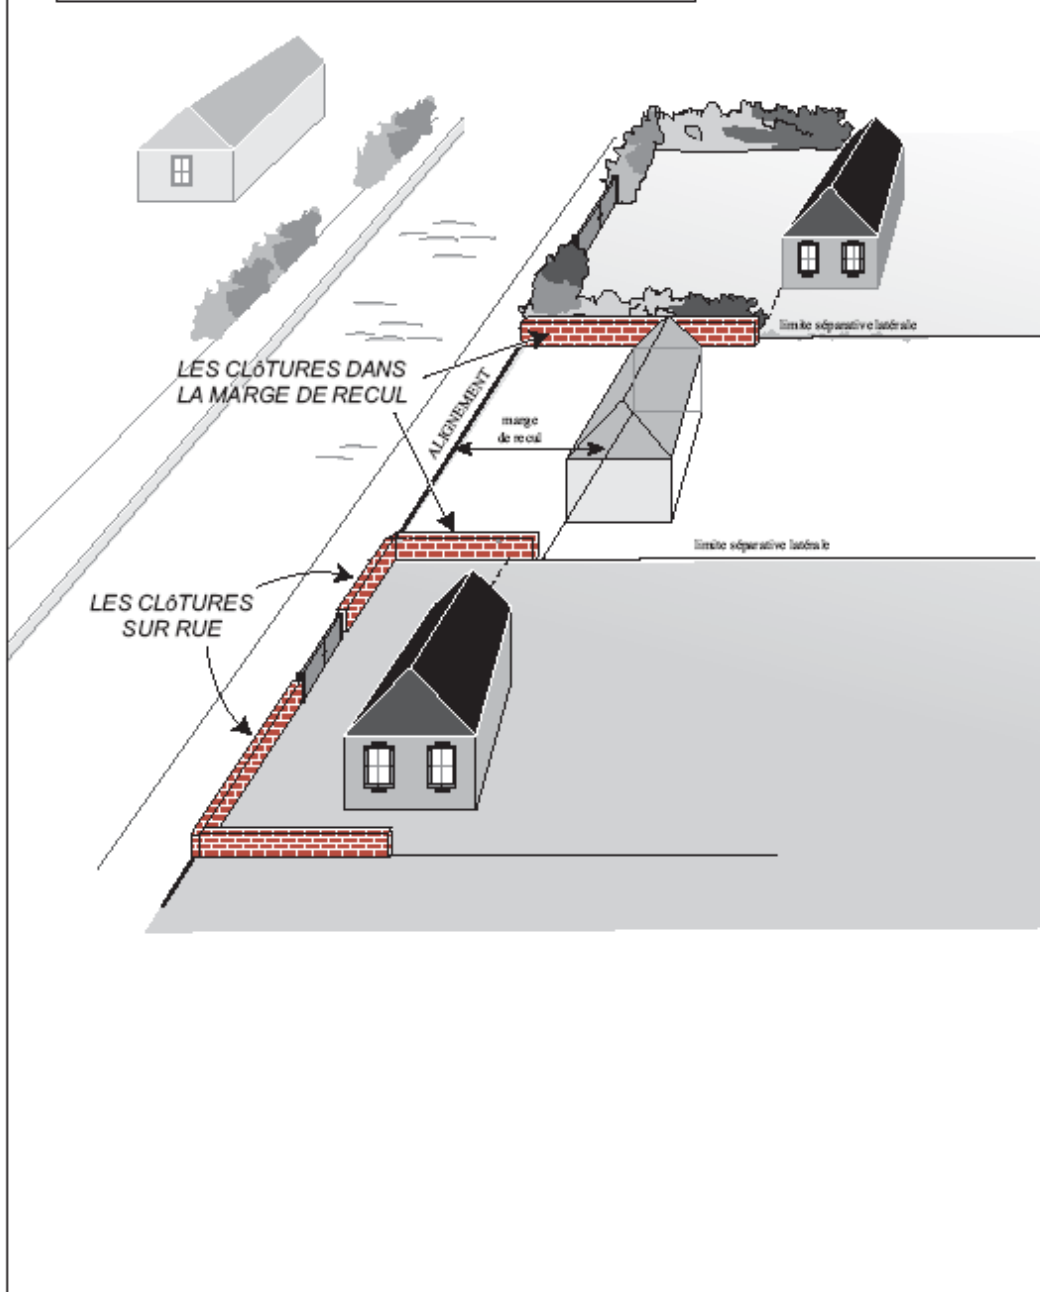 limite séparative latérale
LES CLôTURES DANS
LA MARGE DE RECUL
ALIGNEMENT
marge
de recul
limite séparative latérale
LES CLôTURES
SUR RUE